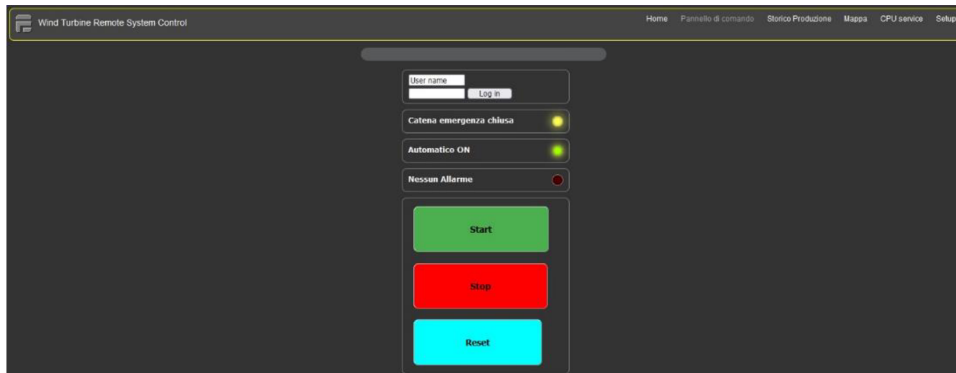 Wind Turbine Remote System Control
Home Pannello di comando Storico Produzione Mappa CPU service Setup
User name
Log in
Catena emergenza chiusa
Automatico ON
Nessun Allarme
Start
Stop
Reset